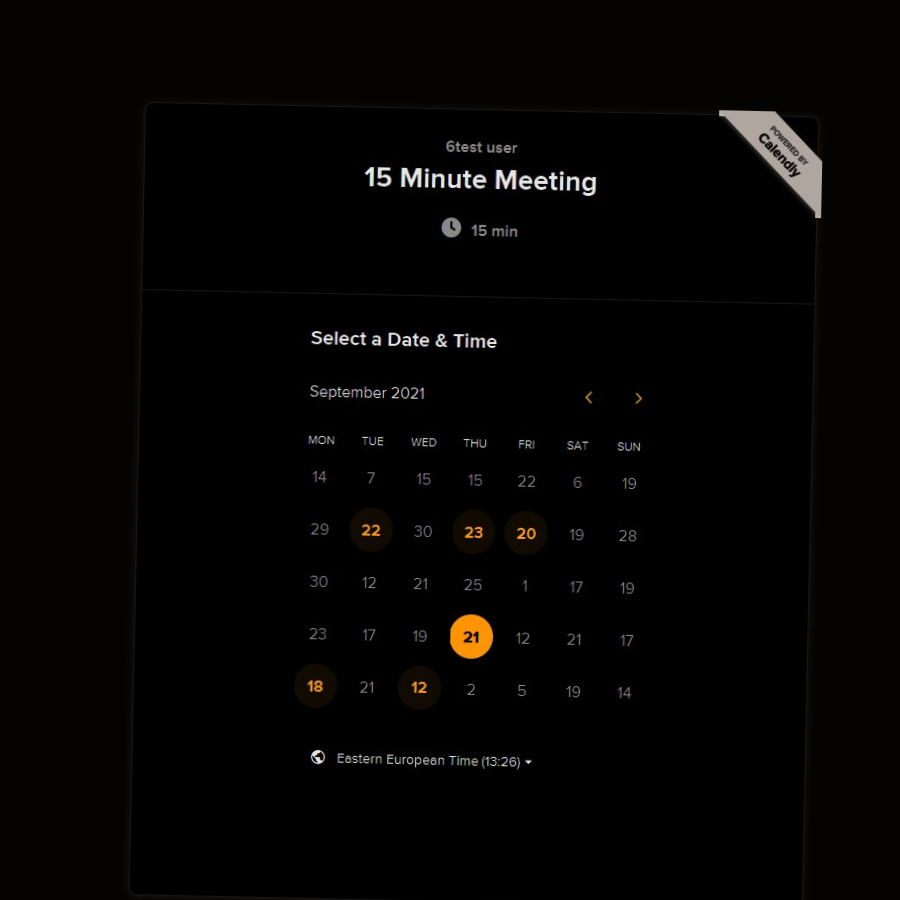 POWERED BY
Calendly
6test user
15 Minute Meeting
15 min
Select a Date & Time
September 2021
MON TUE WED THU FRI SAT SUN
14 7 15 15 22 6 19
29 22 30 23 20 19 28
30 12 21 25 1 17 19
23 17 19 21 12 21 17
18 21 12 2 5 19 14
Eastern European Time (13:26)